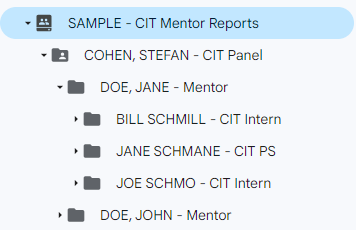 SAMPLE - CIT Mentor Reports
COHEN, STEFAN - CIT Panel
DOE, JANE - Mentor
BILL SCHMILL - CIT Intern
JANE SCHMANE - CIT PS
JOE SCHMO - CIT Intern
DOE, JOHN - Mentor